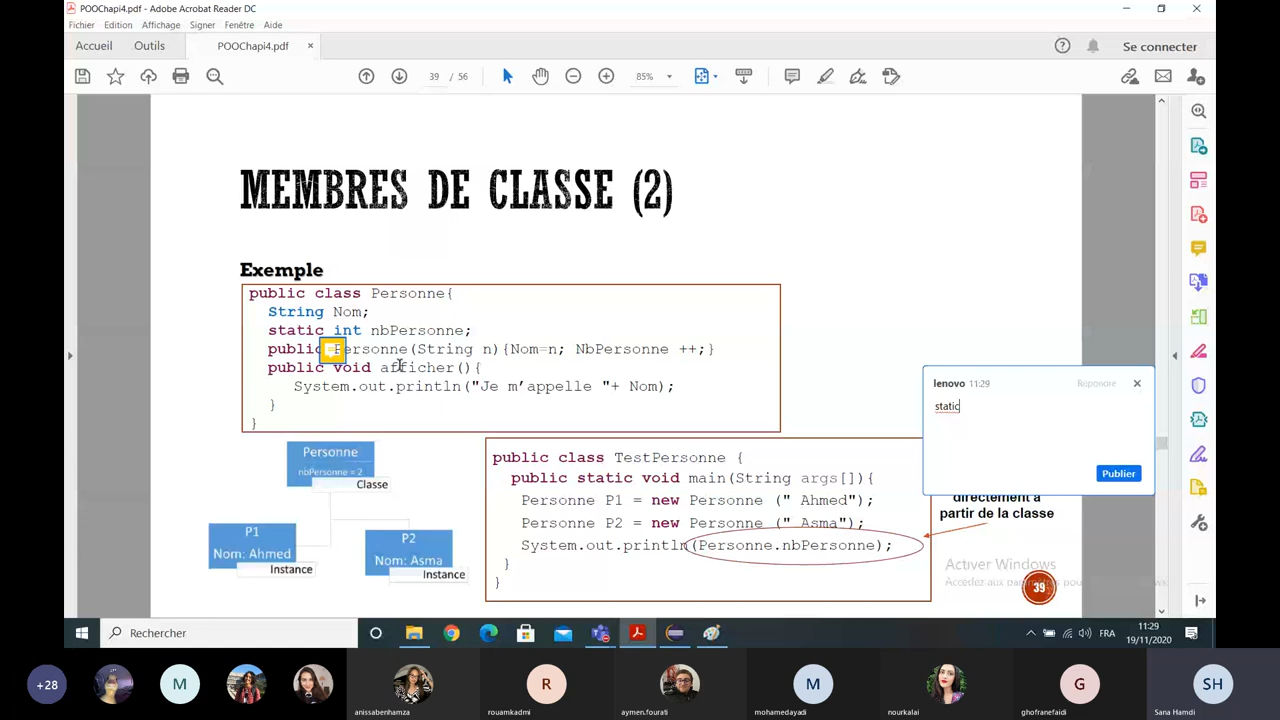 POOChapi4.pdf - Adobe Acrobat Reader DC
Fichier Edition Affichage Signer Fenêtre Aide
Accueil Outils POOChapi4.pdf × Se connecter
39 / 56 85%
MEMBRES DE CLASSE (2)
Exemple
public class Personne{
String Nom;
static int nbPersonne;
public Personne(String n){Nom=n; NbPersonne ++;}
public void afficher(){
System.out.println("Je m’appelle "+ Nom);
}
}
lenovo 11:29 Répondre
static
Publier
Personne
nbPersonne = 2
Classe
P1
Nom: Ahmed
Instance
P2
Nom: Asma
Instance
public class TestPersonne {
public static void main(String args[]){
Personne P1 = new Personne (" Ahmed");
Personne P2 = new Personne (" Asma");
System.out.println(Personne.nbPersonne);
}
}
directement à
partir de la classe
Activer Windows
Accédez aux paramètres pou
39
Rechercher
FRA
11:29
19/11/2020
+28 M R M G SH
anissabenhamza rouamkadmi aymen.fourati mohamedayadi nourkalai ghofranefaidi Sana Hamdi